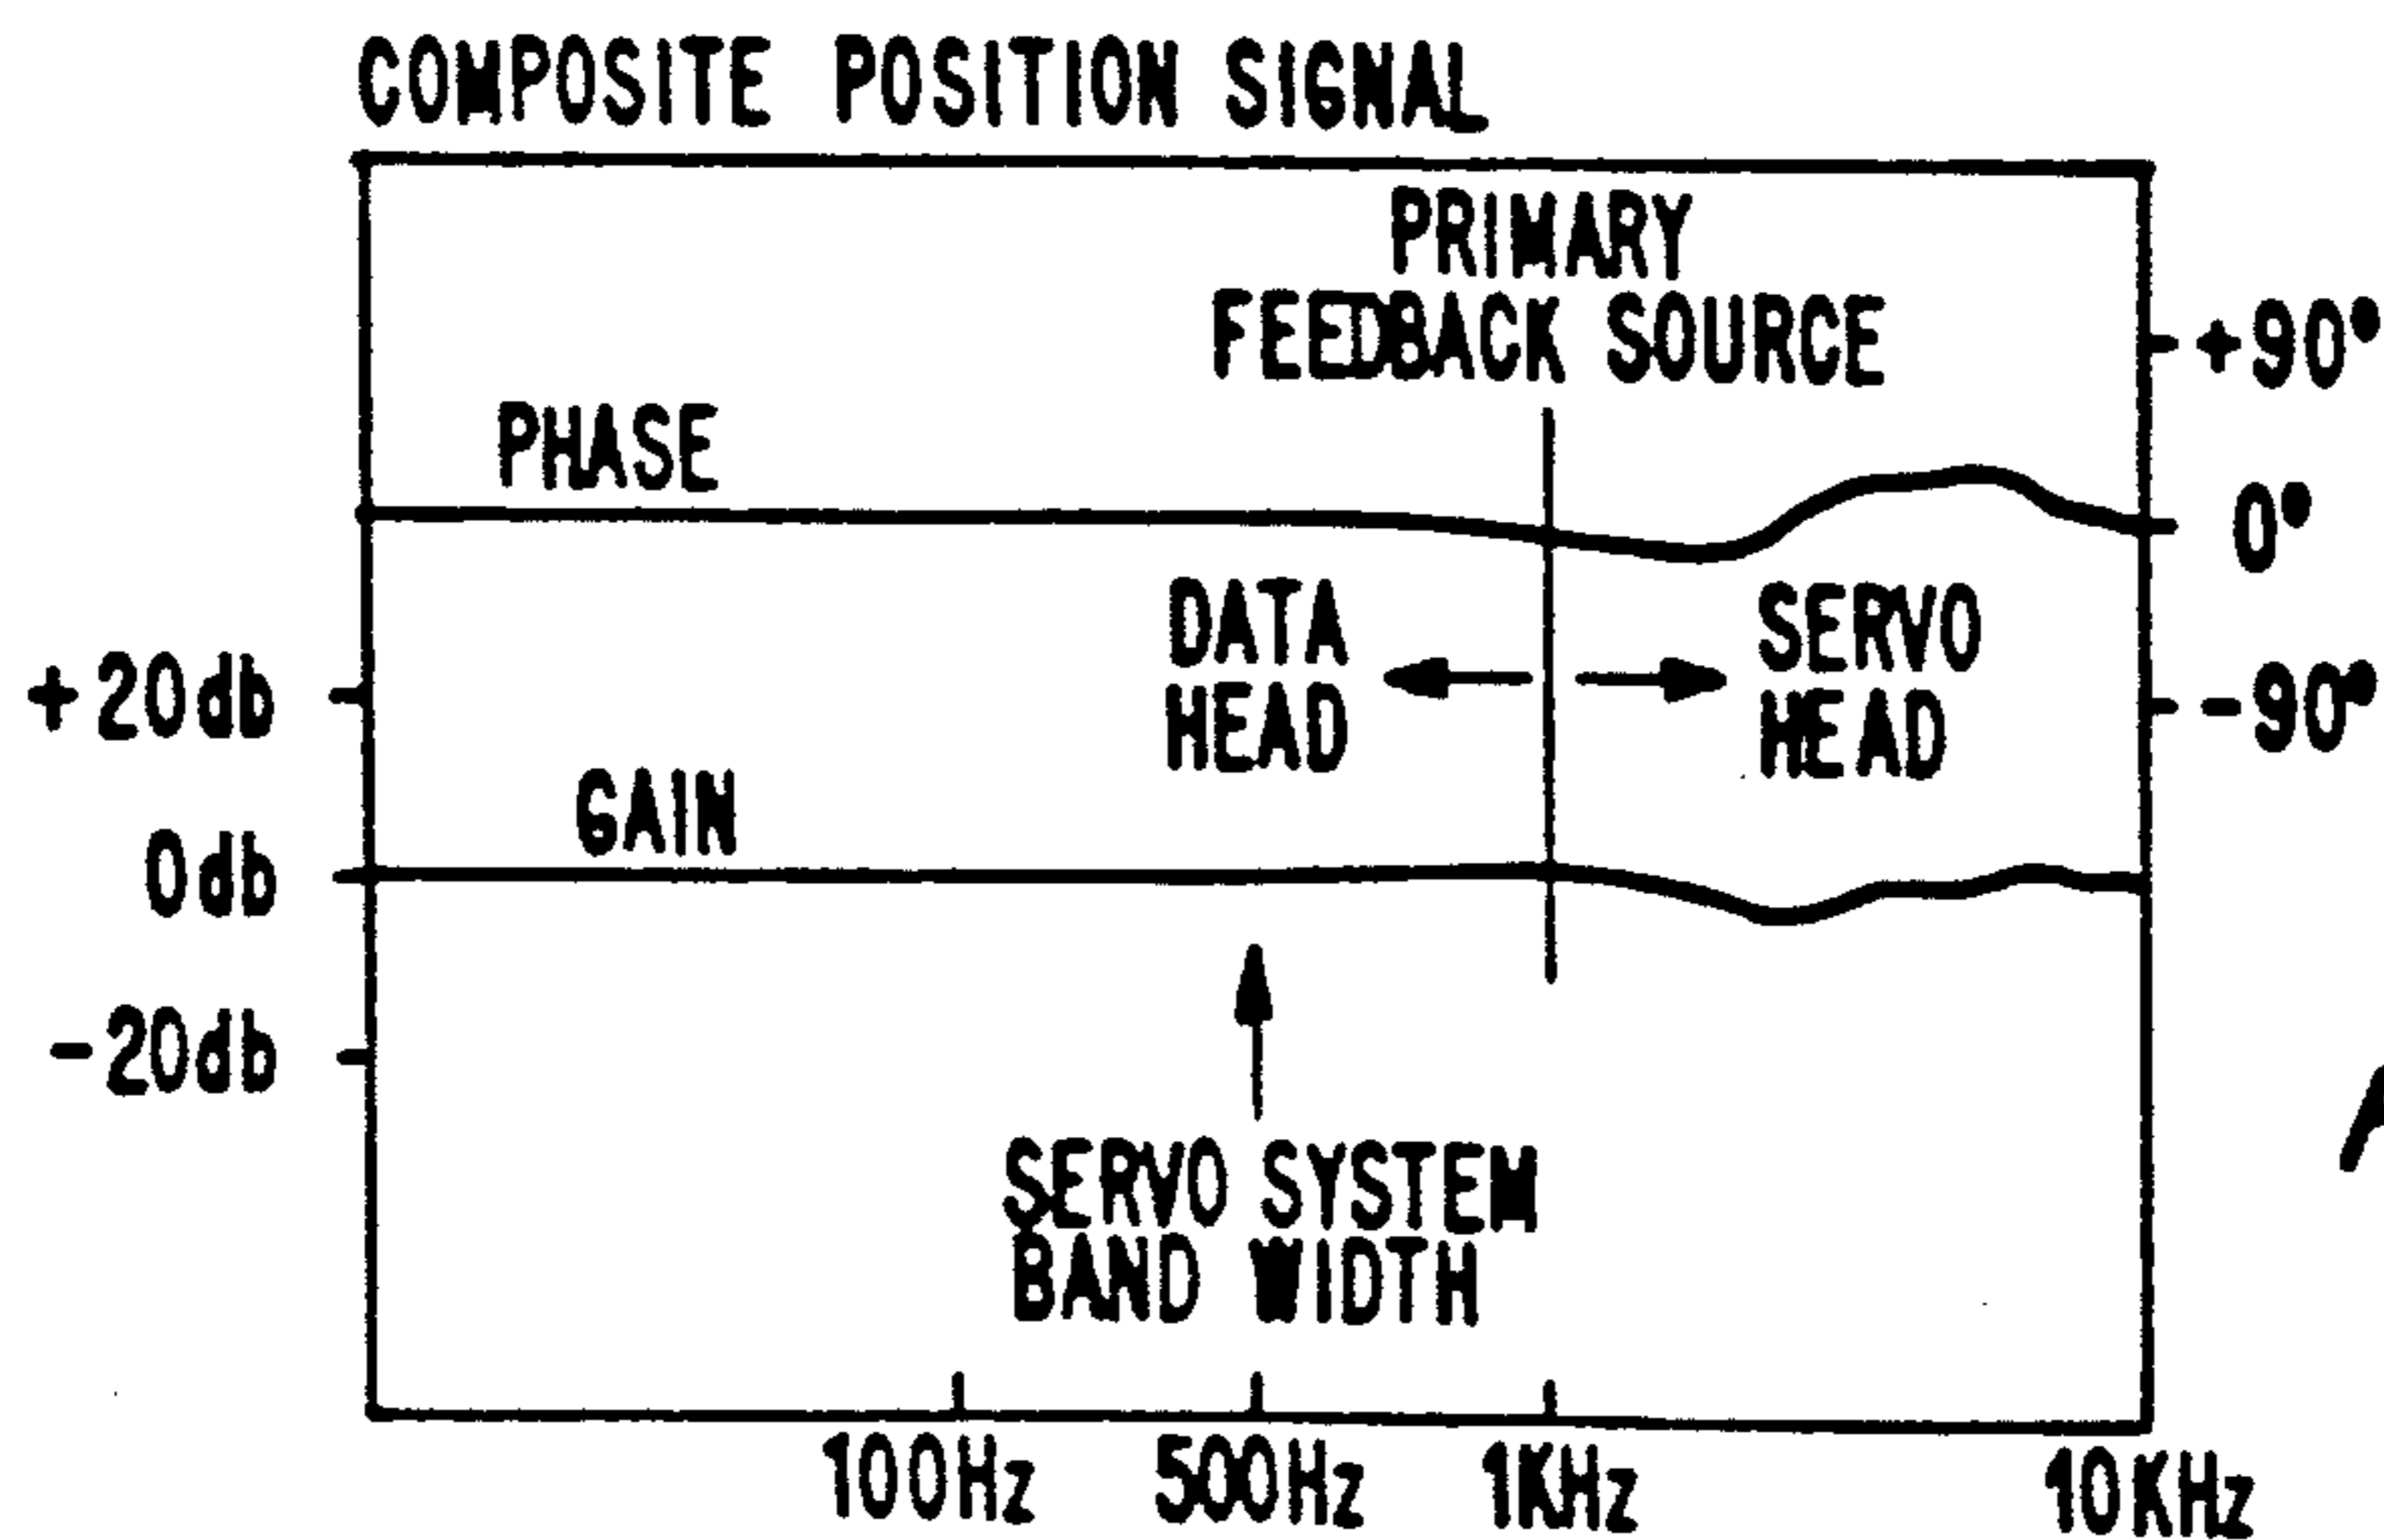 COMPOSITE POSITION SIGNAL
PRIMARY
FEEDBACK SOURCE
+90°
PHASE
0°
DATA
HEAD
SERVO
HEAD
+20db
-90°
GAIN
0db
-20db
SERVO SYSTEM
BAND WIDTH
100Hz
500Hz
1KHz
10KHz